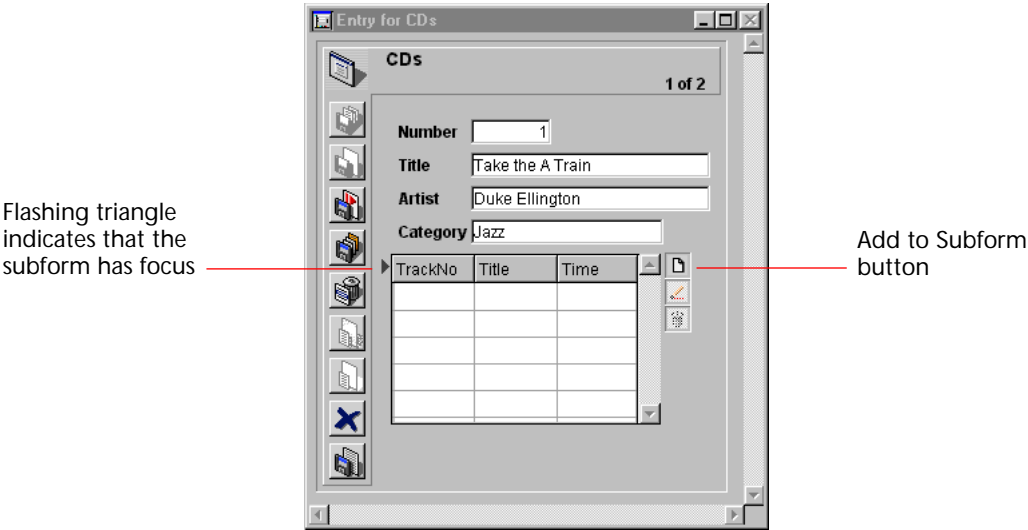 Entry for CDs
CDs
1 of 2
Number 1
Title Take the A Train
Artist Duke Ellington
Category Jazz
TrackNo Title Time
Flashing triangle
indicates that the
subform has focus
Add to Subform
button